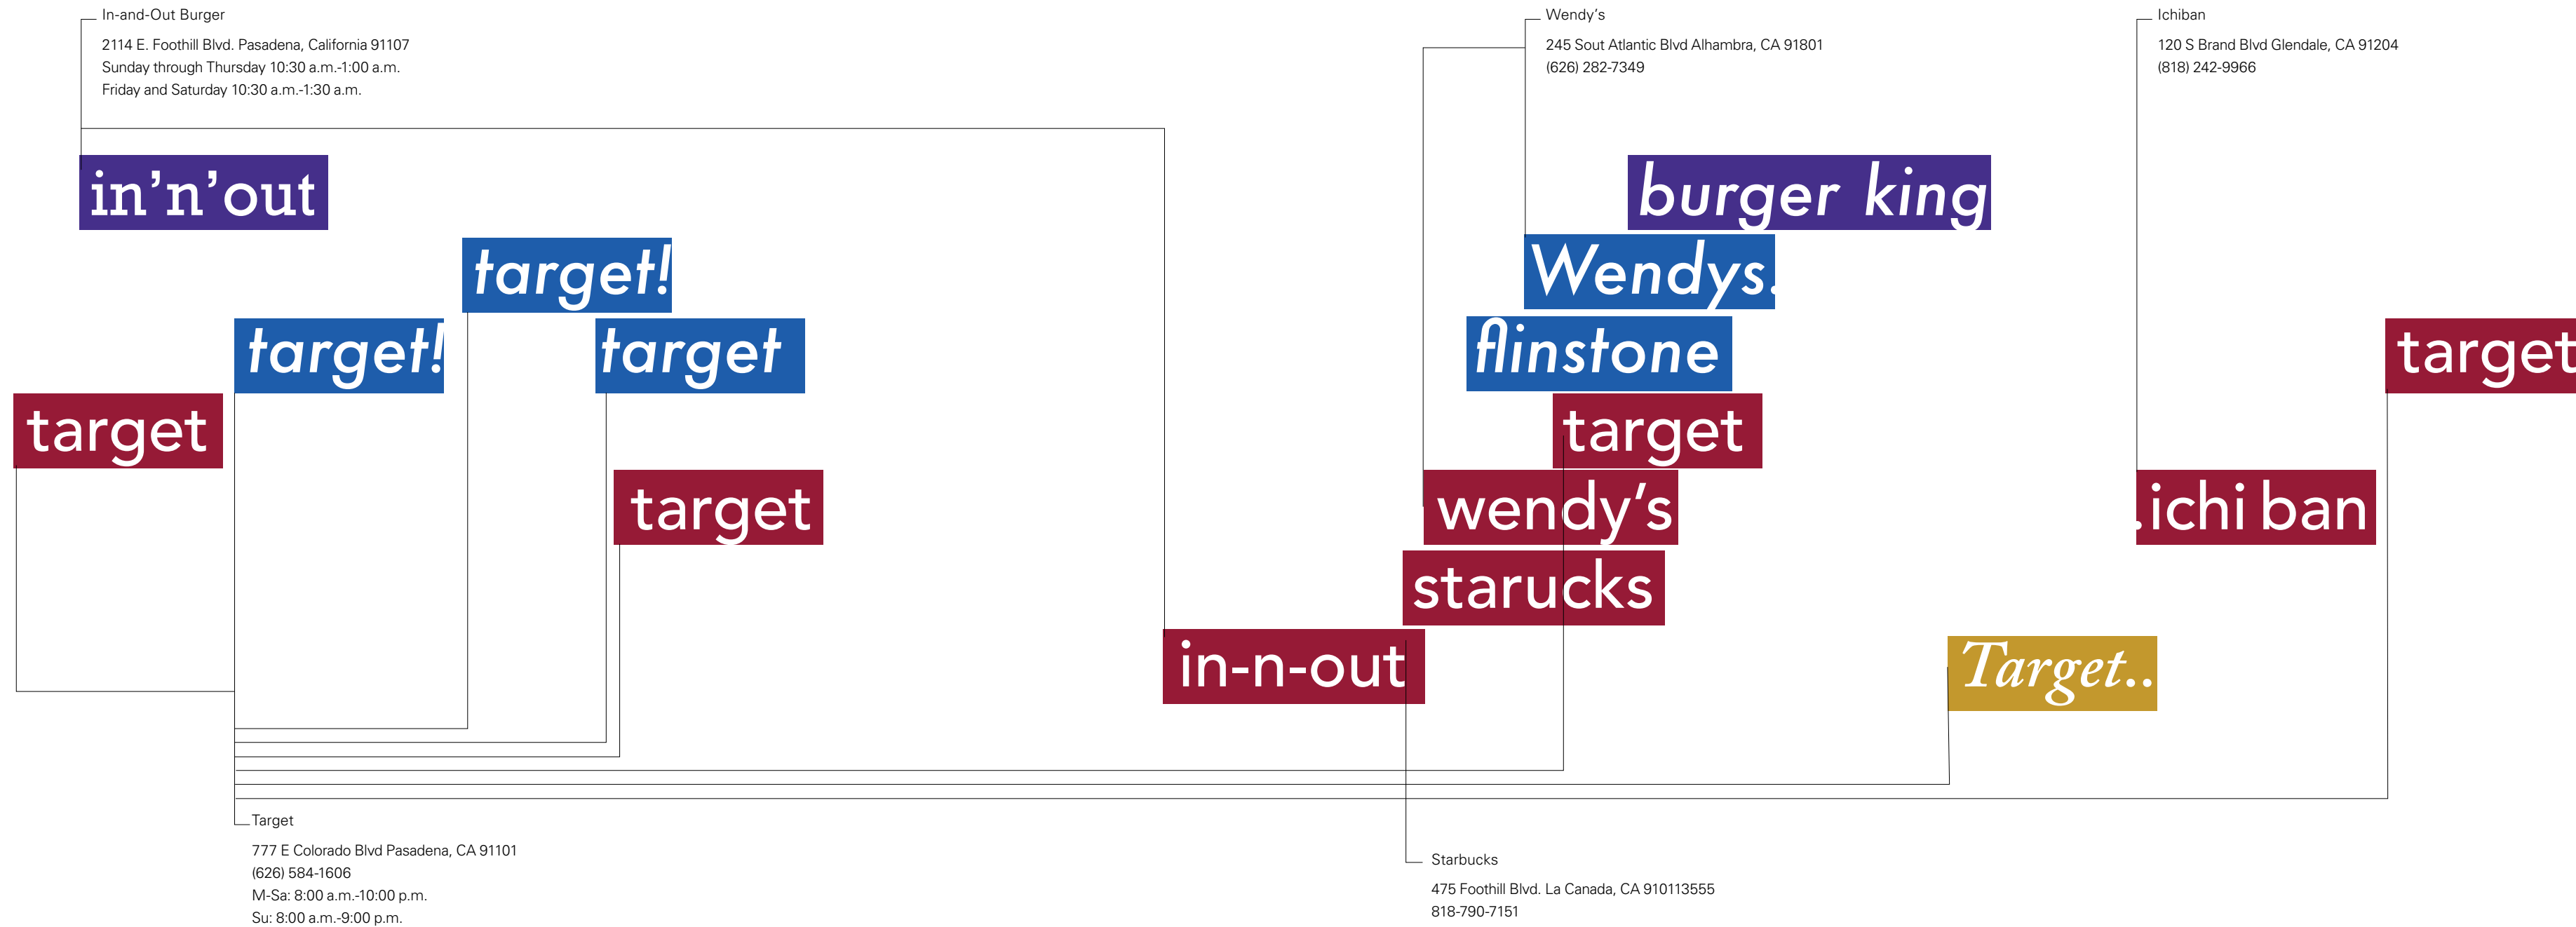 In-and-Out Burger
2114 E. Foothill Blvd. Pasadena, California 91107
Sunday through Thursday 10:30 a.m.-1:00 a.m.
Friday and Saturday 10:30 a.m.-1:30 a.m.
Wendy’s
245 Sout Atlantic Blvd Alhambra, CA 91801
(626) 282-7349
Ichiban
120 S Brand Blvd Glendale, CA 91204
(818) 242-9966
in’n’out
burger king
target!
Wendys.
target!
target
flinstone
target
target
target
target
wendy’s
.ichi ban
starucks
in-n-out
Target..
Target
777 E Colorado Blvd Pasadena, CA 91101
(626) 584-1606
M-Sa: 8:00 a.m.-10:00 p.m.
Su: 8:00 a.m.-9:00 p.m.
Starbucks
475 Foothill Blvd. La Canada, CA 910113555
818-790-7151